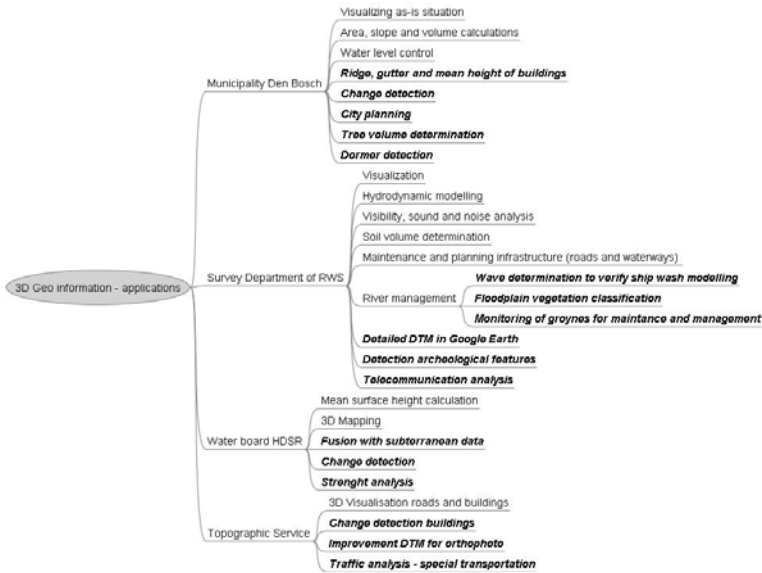 3D Geo information - applications
Municipality Den Bosch
Visualizing as-is situation
Area, slope and volume calculations
Water level control
Ridge, gutter and mean height of buildings
Change detection
City planning
Tree volume determination
Dormer detection
Survey Department of RWS
Visualization
Hydrodynamic modelling
Visibility, sound and noise analysis
Soil volume determination
Maintenance and planning infrastructure (roads and waterways)
River management
Wave determination to verify ship wash modelling
Floodplain vegetation classification
Monitoring of groynes for maintance and management
Detailed DTM in Google Earth
Detection archeological features
Telecommunication analysis
Water board HDSR
Mean surface height calculation
3D Mapping
Fusion with subterranean data
Change detection
Strenght analysis
Topographic Service
3D Visualisation roads and buildings
Change detection buildings
Improvement DTM for orthophoto
Traffic analysis - special transportation